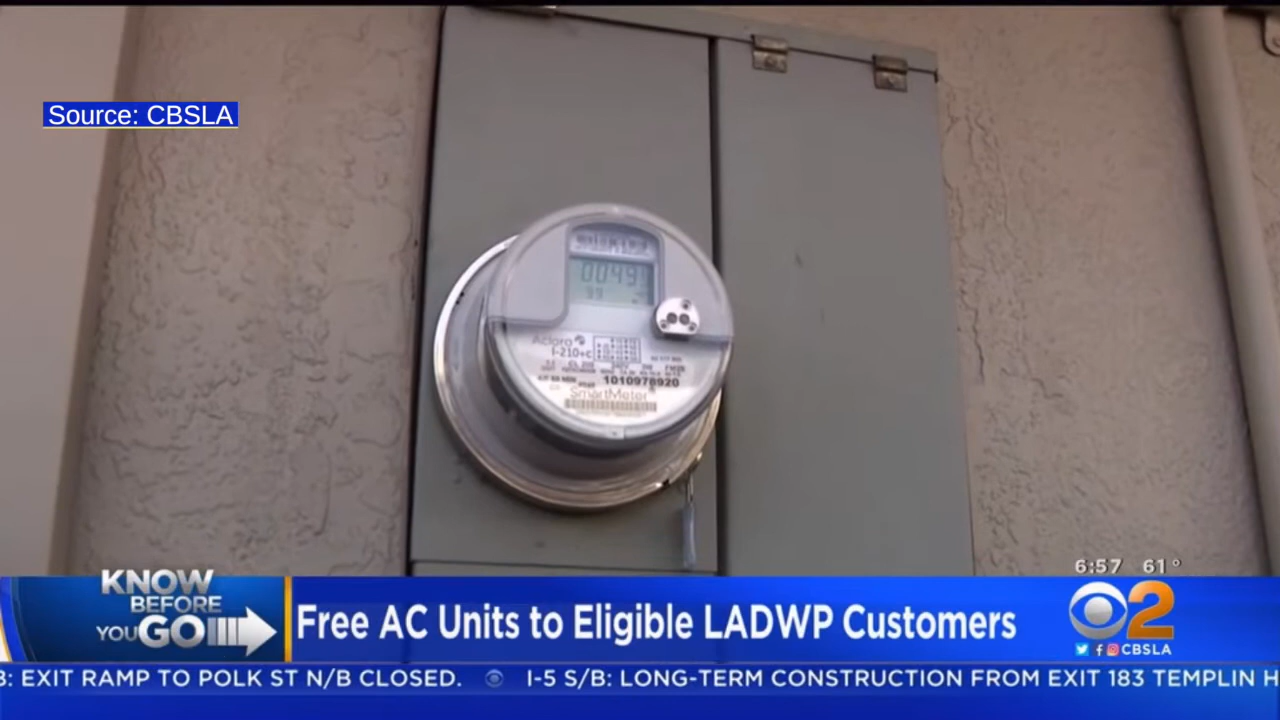 Source: CBSLA
0049
Aclara
I-210+c
1010978920
SmartMeter
6:57 61°
KNOW
BEFORE
YOU GO
Free AC Units to Eligible LADWP Customers
2
CBSLA
B: EXIT RAMP TO POLK ST N/B CLOSED. I-5 S/B: LONG-TERM CONSTRUCTION FROM EXIT 183 TEMPLIN H